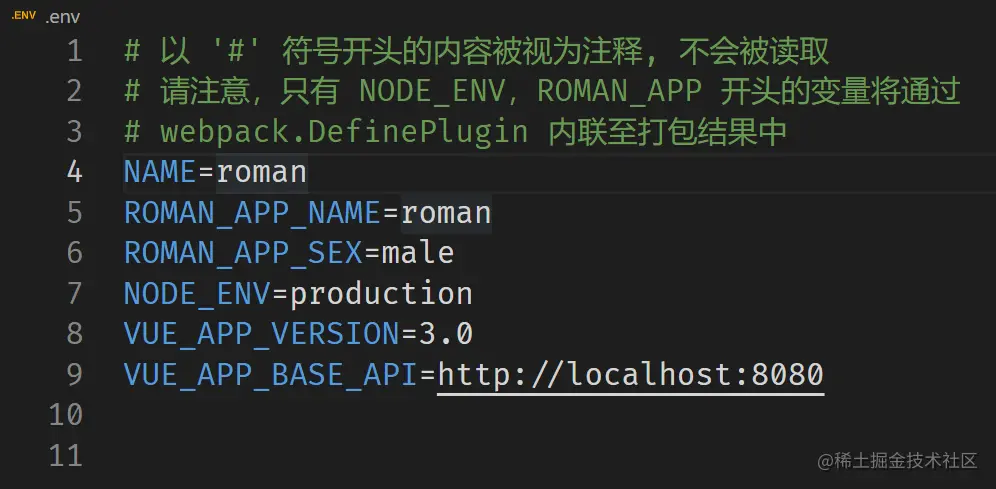 .ENV .env
1 # 以 '#' 符号开头的内容被视为注释, 不会被读取
2 # 请注意，只有 NODE_ENV，ROMAN_APP 开头的变量将通过
3 # webpack.DefinePlugin 内联至打包结果中
4 NAME=roman
5 ROMAN_APP_NAME=roman
6 ROMAN_APP_SEX=male
7 NODE_ENV=production
8 VUE_APP_VERSION=3.0
9 VUE_APP_BASE_API=http://localhost:8080
10
11
@稀土掘金技术社区